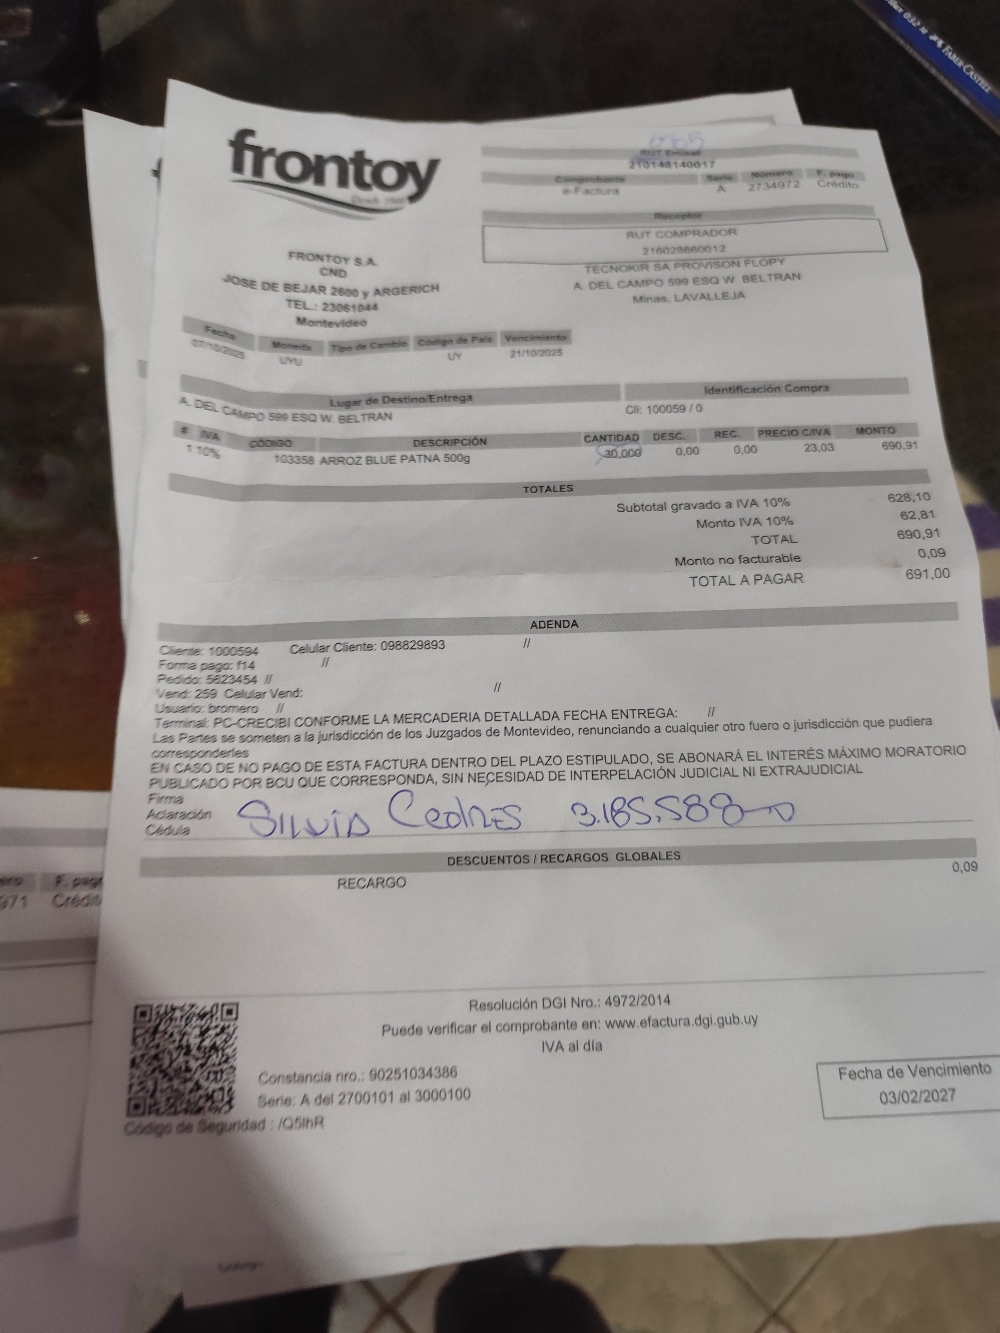 frontoy
RUT Emisor
210148140017
Comprobante Serie Número F. pago
e-Factura A 2734972 Crédito
Receptor
RUT COMPRADOR
216029660012
TECNOKIR SA PROVISON FLOPY
A. DEL CAMPO 599 ESQ W. BELTRAN
Minas, LAVALLEJA
FRONTOY S.A.
CND
JOSE DE BEJAR 2600 y ARGERICH
TEL.: 23061044
Montevideo
Fecha Moneda Tipo de Cambio Código de País Vencimiento
07/10/2025 UYU UY 21/10/2025
Lugar de Destino/Entrega Identificación Compra
A. DEL CAMPO 599 ESQ W. BELTRAN Cli: 100059 / 0
# IVA CÓDIGO DESCRIPCIÓN CANTIDAD DESC. REC. PRECIO C/IVA MONTO
1 10% 103358 ARROZ BLUE PATNA 500g 30,000 0,00 0,00 23,03 690,91
TOTALES
Subtotal gravado a IVA 10% 628,10
Monto IVA 10% 62,81
TOTAL 690,91
Monto no facturable 0,09
TOTAL A PAGAR 691,00
ADENDA
Cliente: 1000594 Celular Cliente: 098829893 //
Forma pago: f14 //
Pedido: 5623454 //
Vend: 259 Celular Vend: //
Usuario: bromero //
Terminal: PC-CRECIBI CONFORME LA MERCADERIA DETALLADA FECHA ENTREGA: //
Las Partes se someten a la jurisdicción de los Juzgados de Montevideo, renunciando a cualquier otro fuero o jurisdicción que pudiera
corresponderles
EN CASO DE NO PAGO DE ESTA FACTURA DENTRO DEL PLAZO ESTIPULADO, SE ABONARÁ EL INTERÉS MÁXIMO MORATORIO
PUBLICADO POR BCU QUE CORRESPONDA, SIN NECESIDAD DE INTERPELACIÓN JUDICIAL NI EXTRAJUDICIAL
Firma
Aclaración
Cédula
Silvia Cedres 3.185.588-0
DESCUENTOS / RECARGOS GLOBALES
RECARGO 0,09
Resolución DGI Nro.: 4972/2014
Puede verificar el comprobante en: www.efactura.dgi.gub.uy
IVA al día
Constancia nro.: 90251034386
Serie: A del 2700101 al 3000100
Código de Seguridad : /Q5lhR
Fecha de Vencimiento
03/02/2027
F. pago
971
FABER-CASTELL